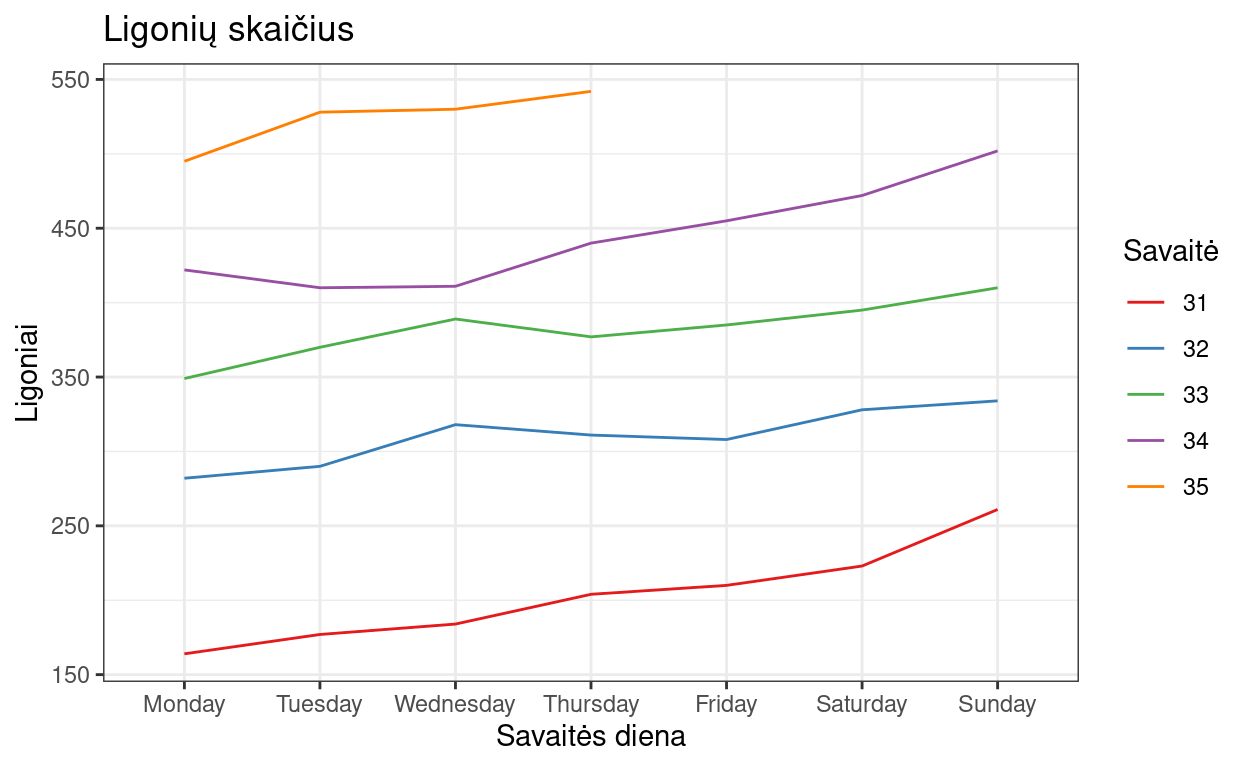 Ligonių skaičius
Ligoniai
550
450
350
250
150
Monday Tuesday Wednesday Thursday Friday Saturday Sunday
Savaitės diena
Savaitė
31
32
33
34
35